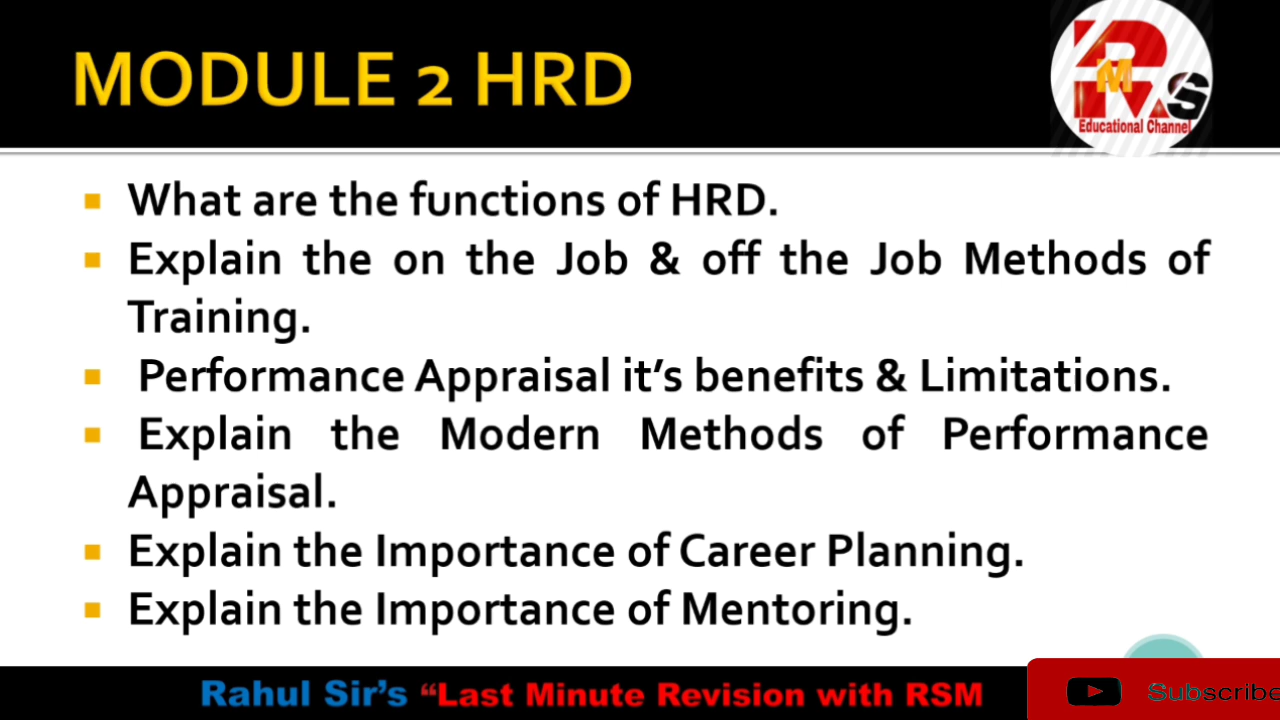 MODULE 2 HRD
RMS
Educational Channel
What are the functions of HRD.
Explain the on the Job & off the Job Methods of
Training.
Performance Appraisal it's benefits & Limitations.
Explain the Modern Methods of Performance
Appraisal.
Explain the Importance of Career Planning.
Explain the Importance of Mentoring.
Rahul Sir's “Last Minute Revision with RSM
Subscribe